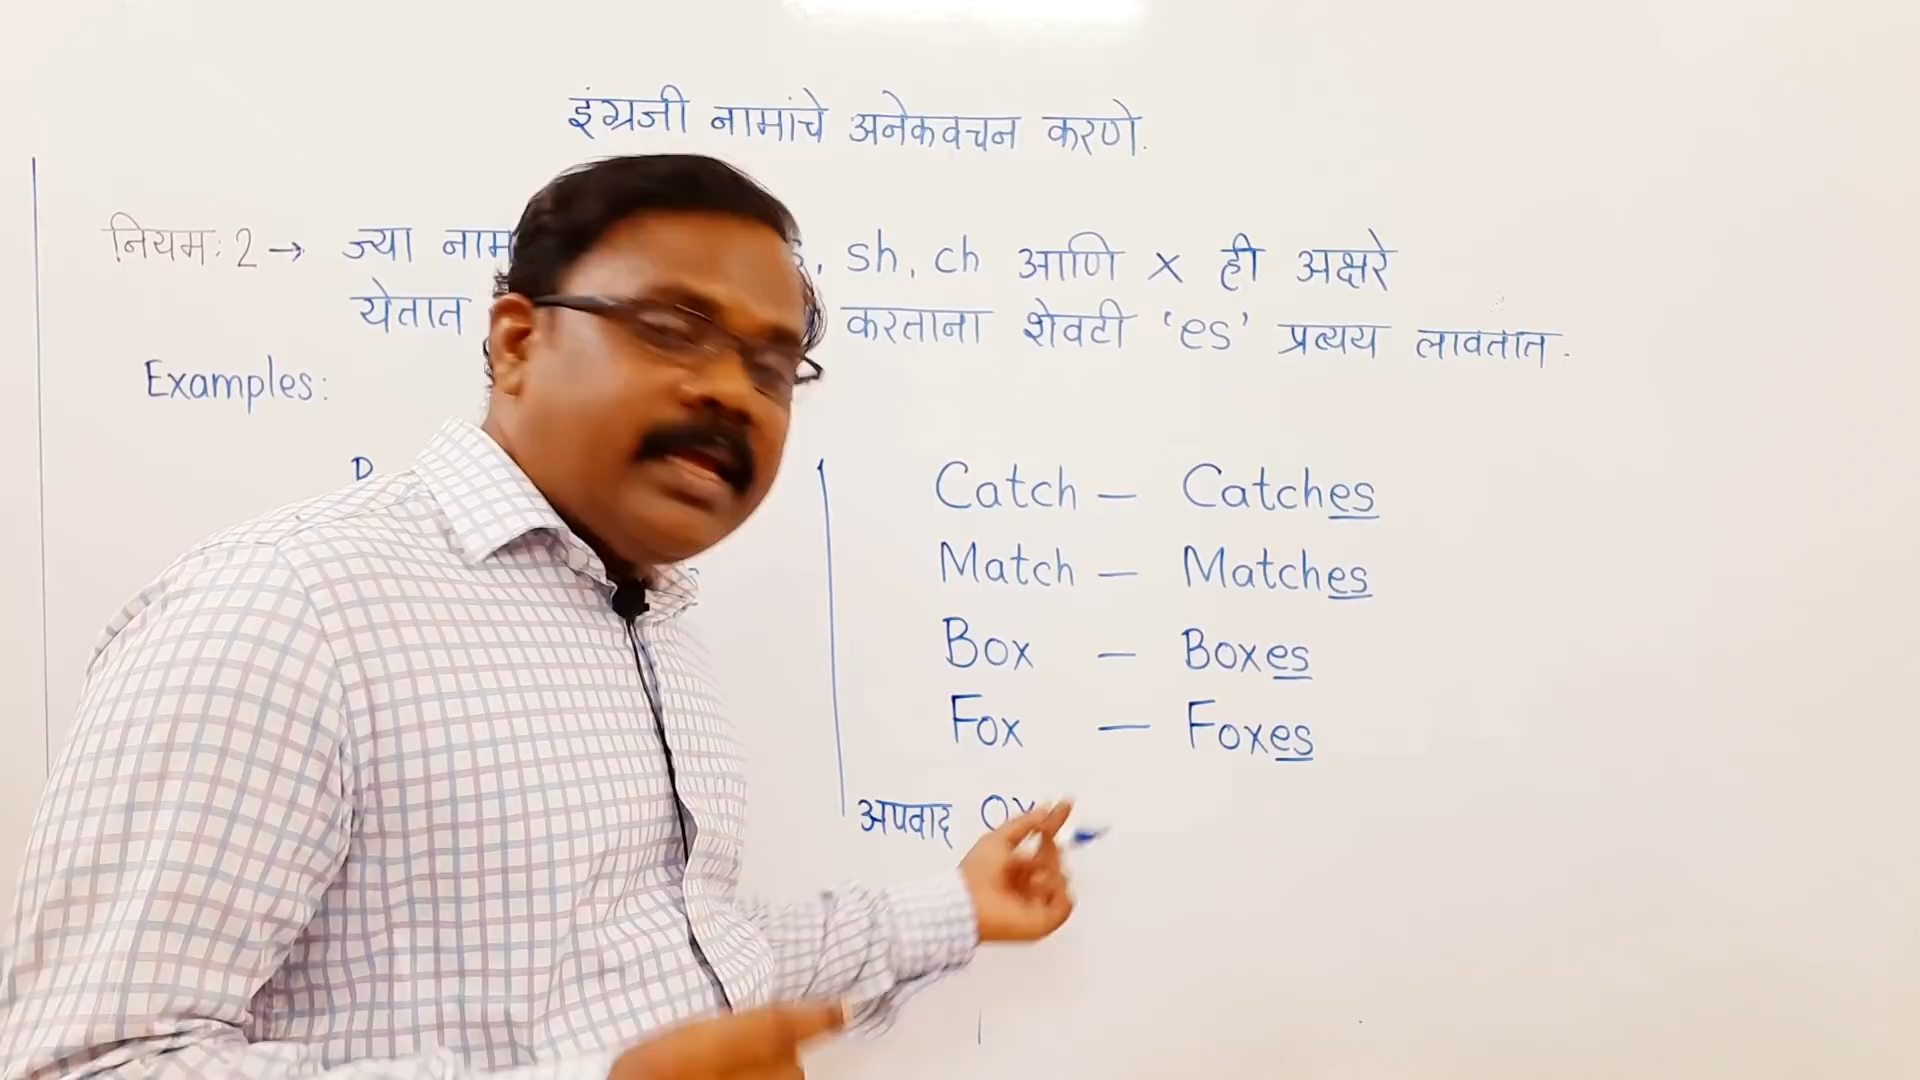 इंग्रजी नामांचे अनेकवचन करणे.
नियम: 2 → ज्या , sh, ch आणि x ही अक्षरे
येतात करताना शेवटी 'es' प्रत्यय लावतात.
Examples:
Catch — Catches
Match — Matches
Box — Boxes
Fox — Foxes
अपवाद